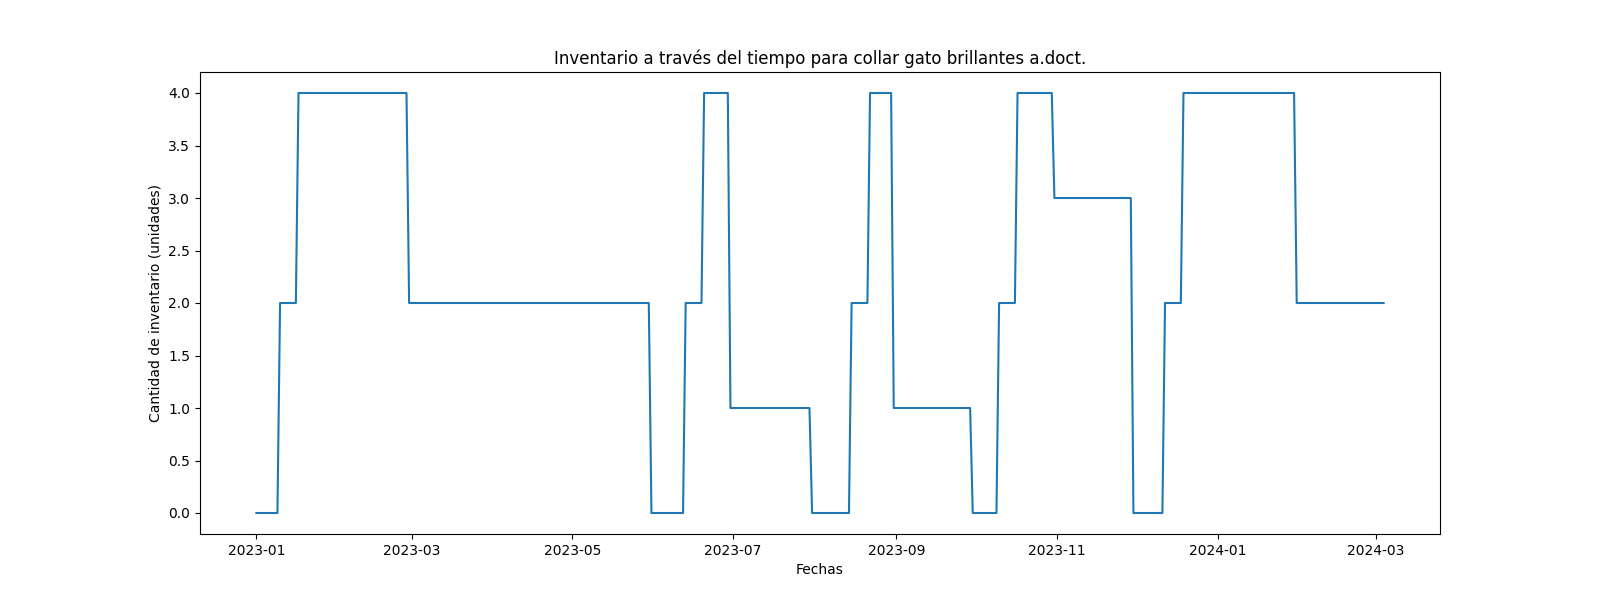 Inventario a través del tiempo para collar gato brillantes a.doct.
4.0
3.5
3.0
2.5
2.0
1.5
1.0
0.5
0.0
Cantidad de inventario (unidades)
2023-01 2023-03 2023-05 2023-07 2023-09 2023-11 2024-01 2024-03
Fechas